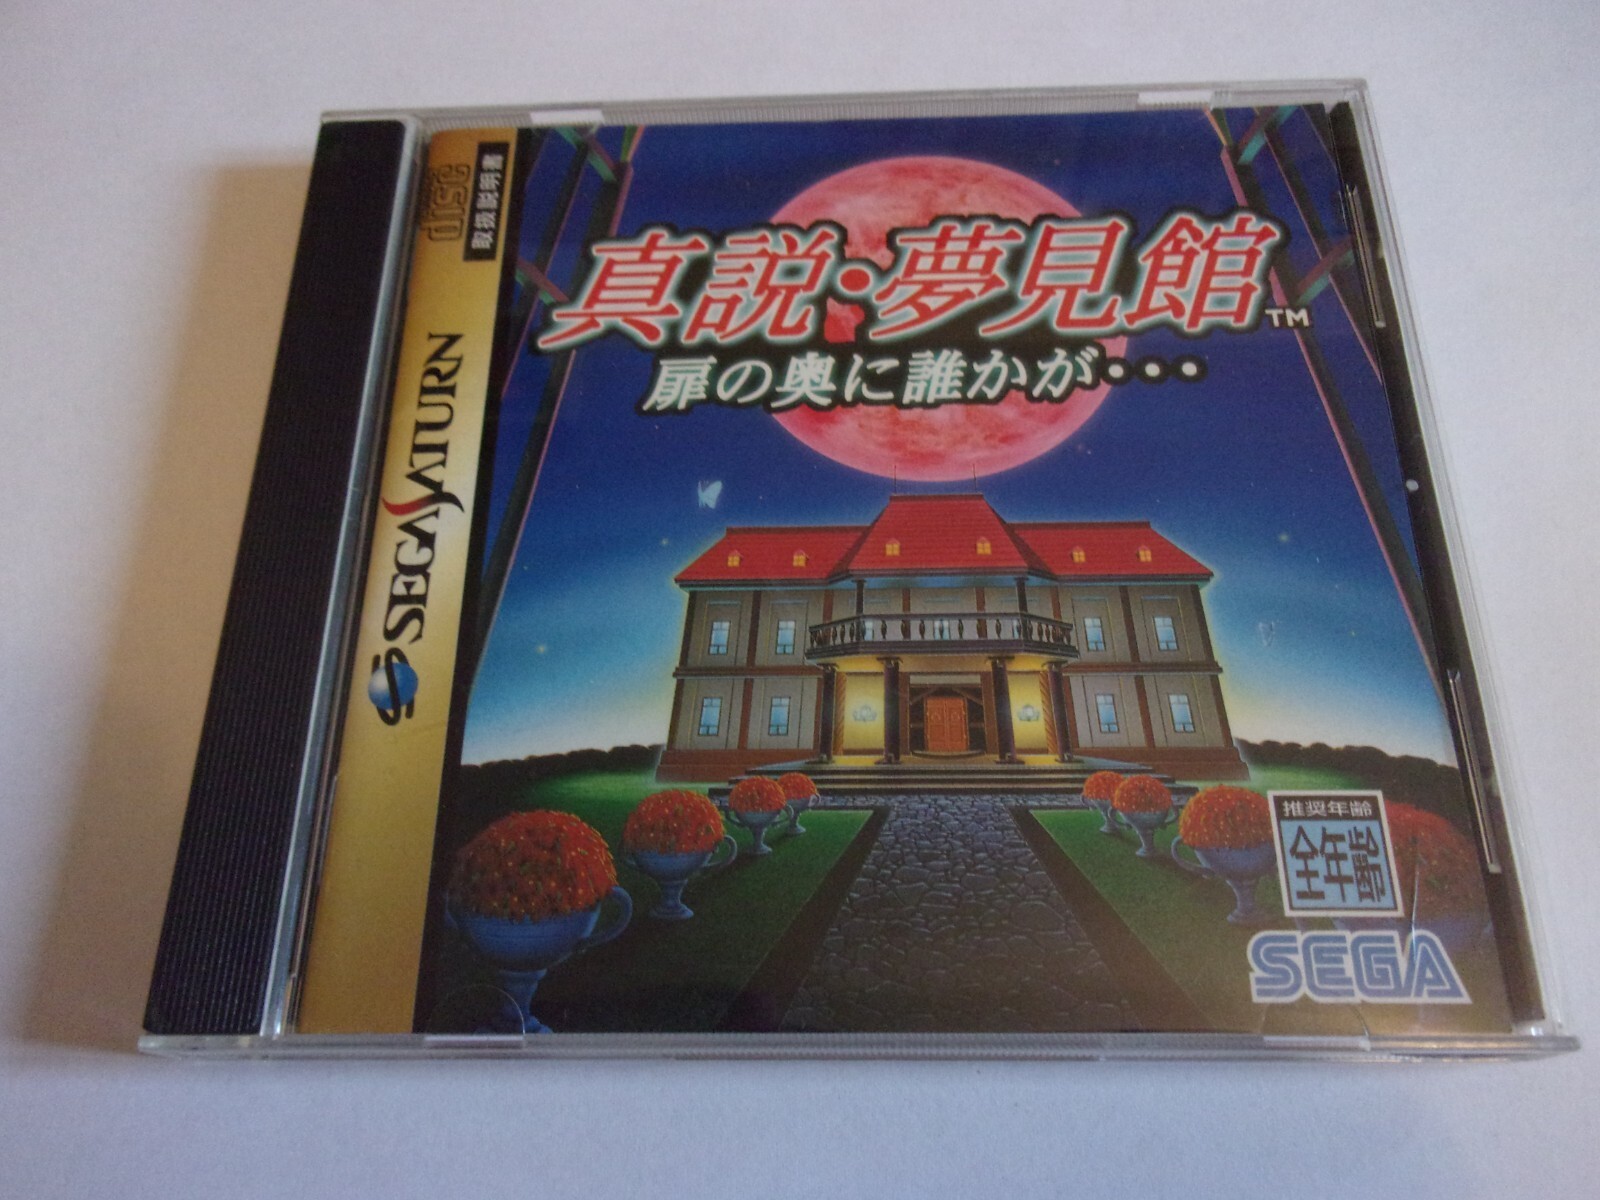 disc
取扱説明書
SEGA SATURN
真説・夢見館™
扉の奥に誰かが・・・
推奨年齢
全年齢
SEGA